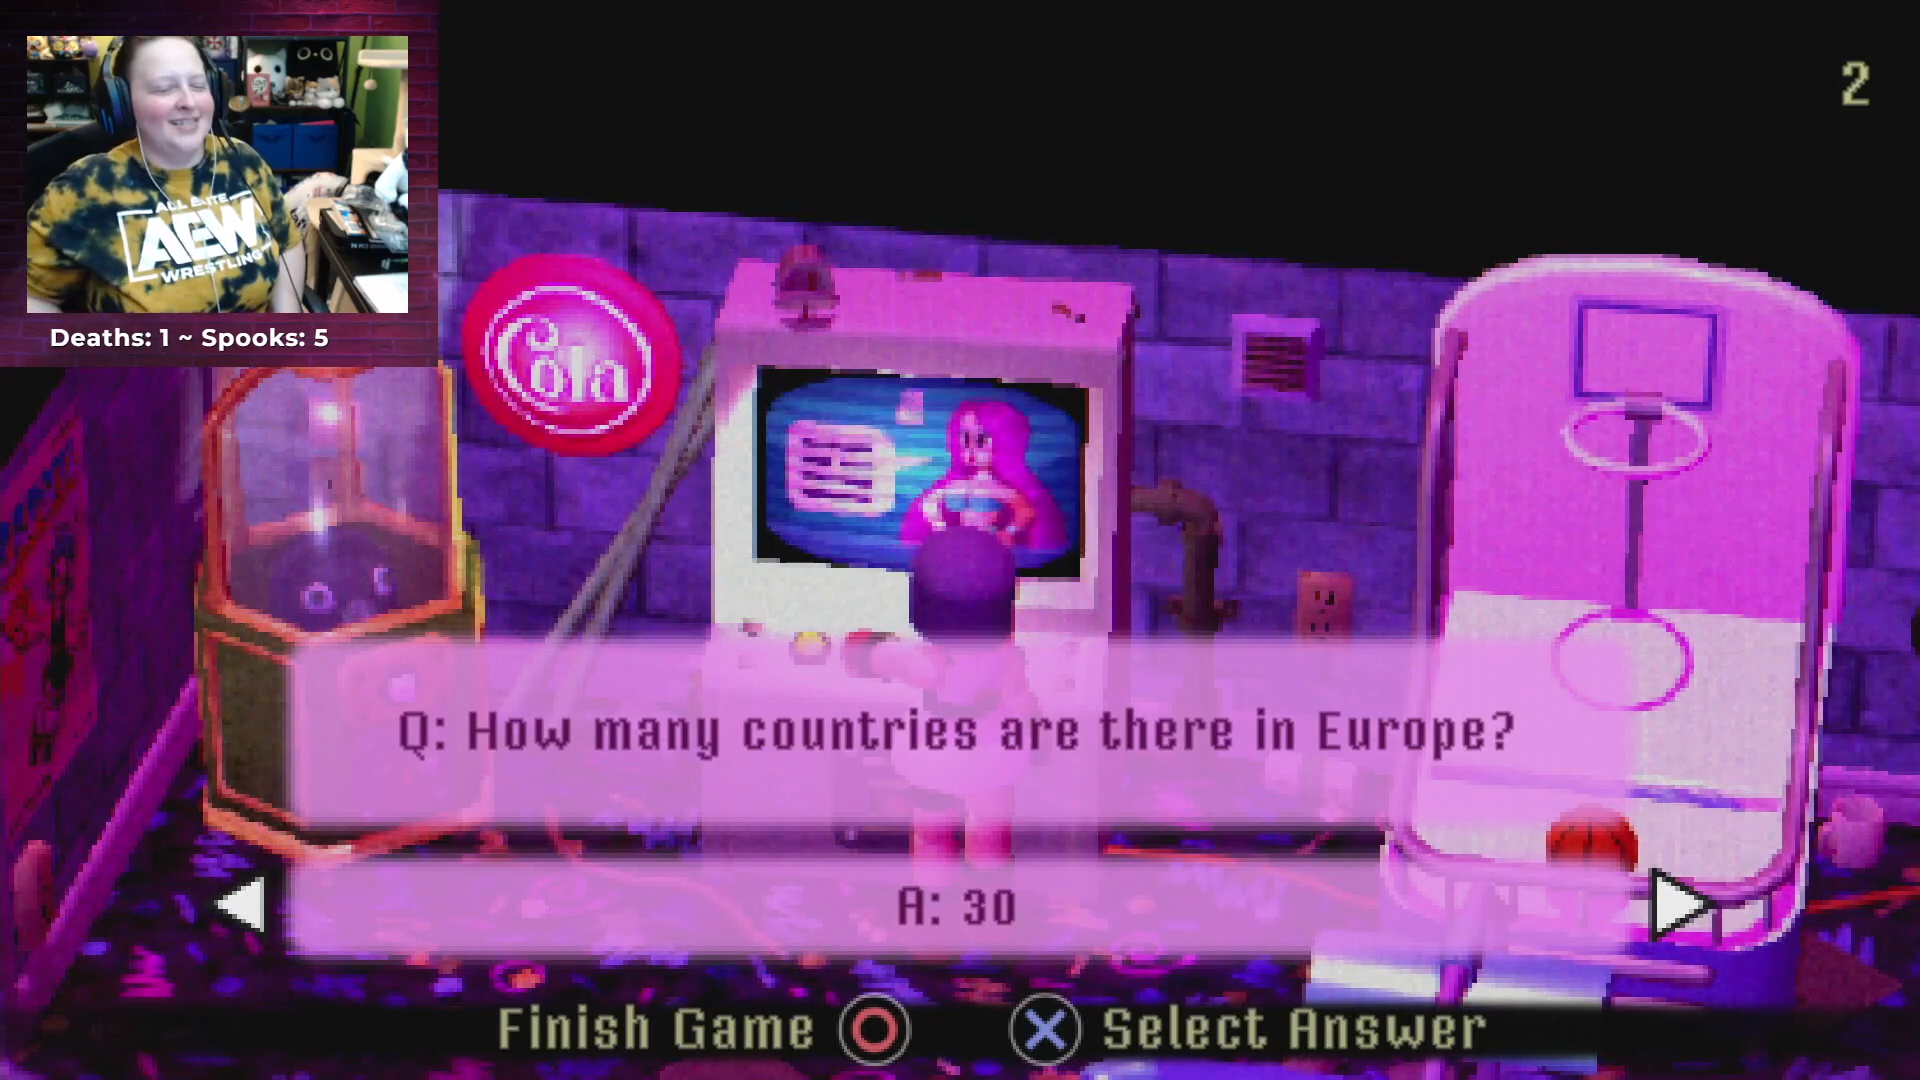 2
ALL ELITE
AEW
WRESTLING
Deaths: 1 ~ Spooks: 5
Cola
Q: How many countries are there in Europe?
A: 30
Finish Game
Select Answer